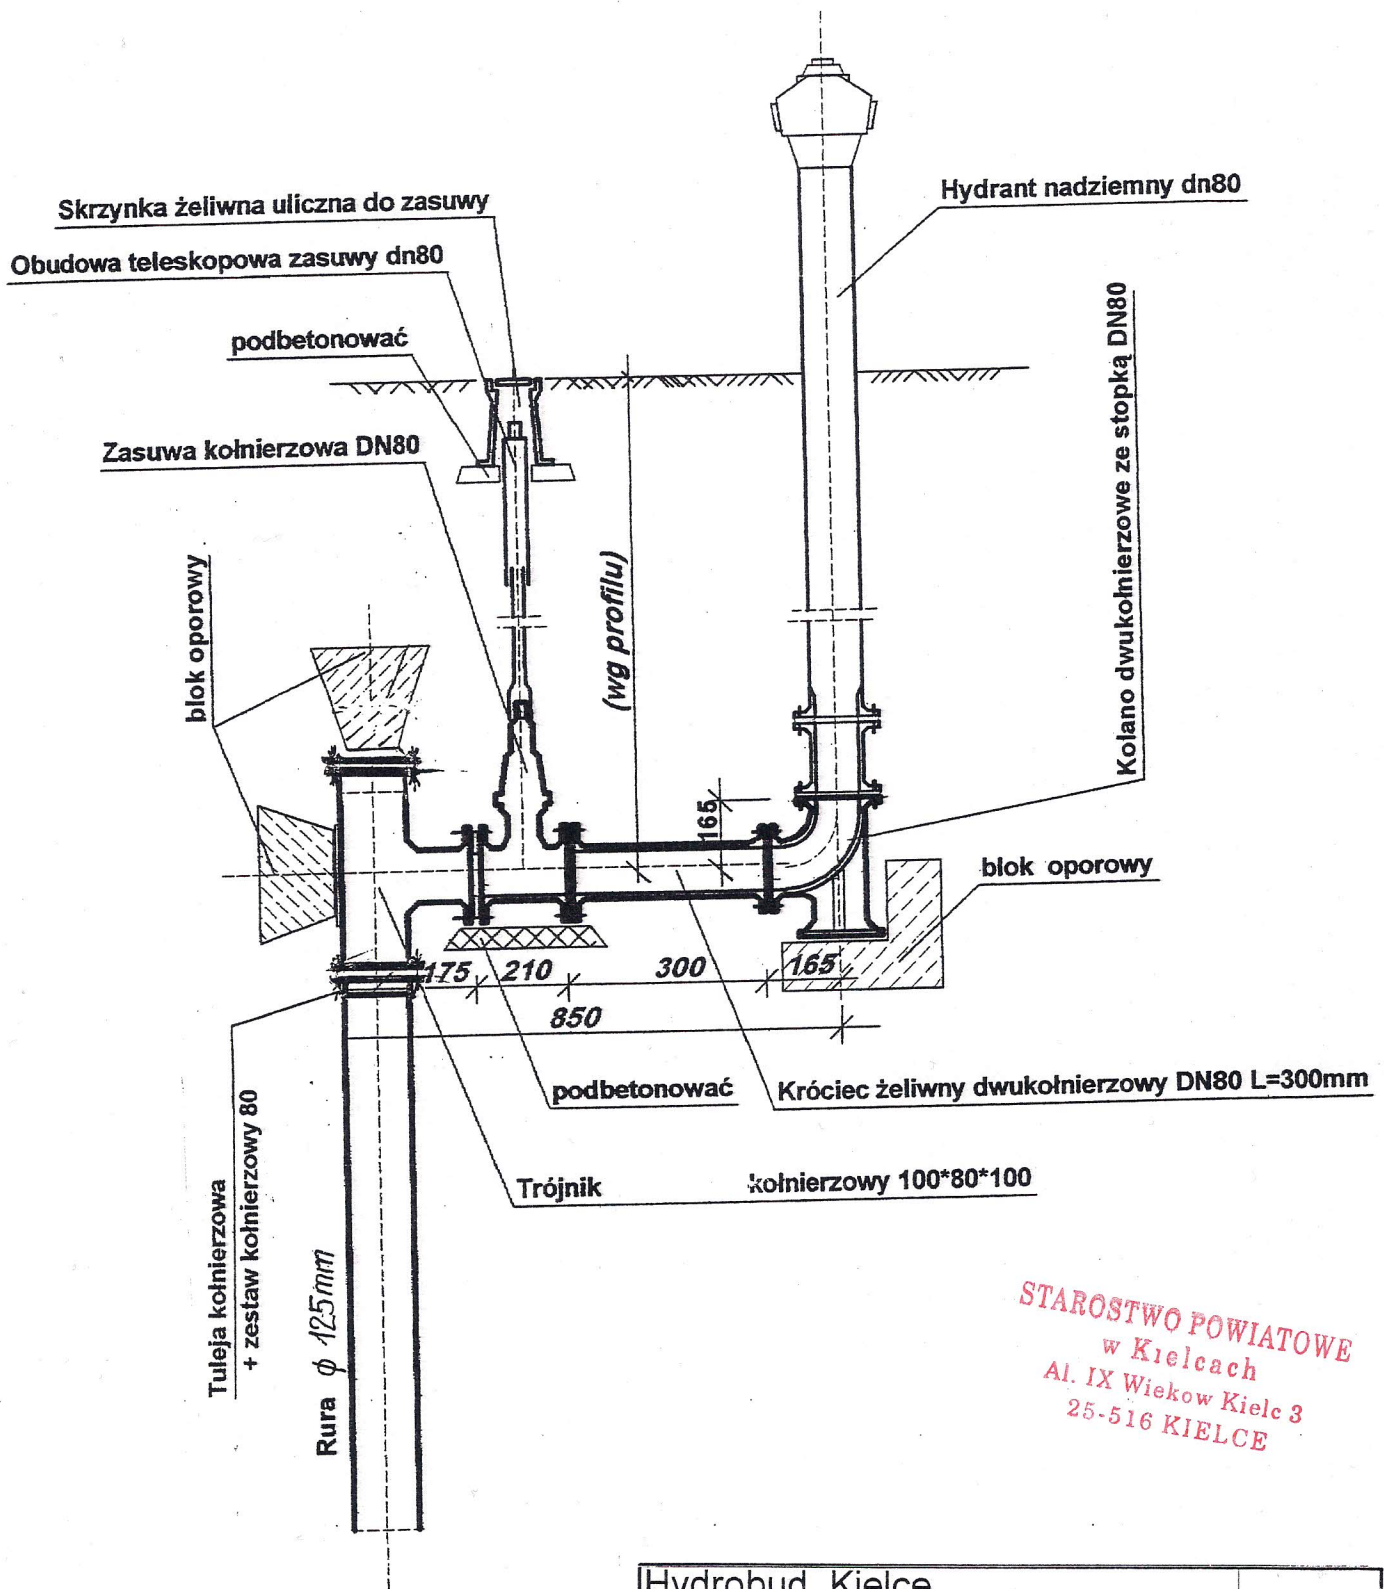 Hydrant nadziemny dn80
Skrzynka żeliwna uliczna do zasuwy
Obudowa teleskopowa zasuwy dn80
podbetonować
Zasuwa kołnierzowa DN80
Kolano dwukołnierzowe ze stopką DN80
blok oporowy
(wg profilu)
165
blok oporowy
175
210
300
165
850
podbetonować
Króciec żeliwny dwukołnierzowy DN80 L=300mm
Trójnik kołnierzowy 100*80*100
Tuleja kołnierzowa
+ zestaw kołnierzowy 80
Rura ϕ 125mm
STAROSTWO POWIATOWE
w Kielcach
Al. IX Wiekow Kielc 3
25-516 KIELCE
Hydrobud Kielce